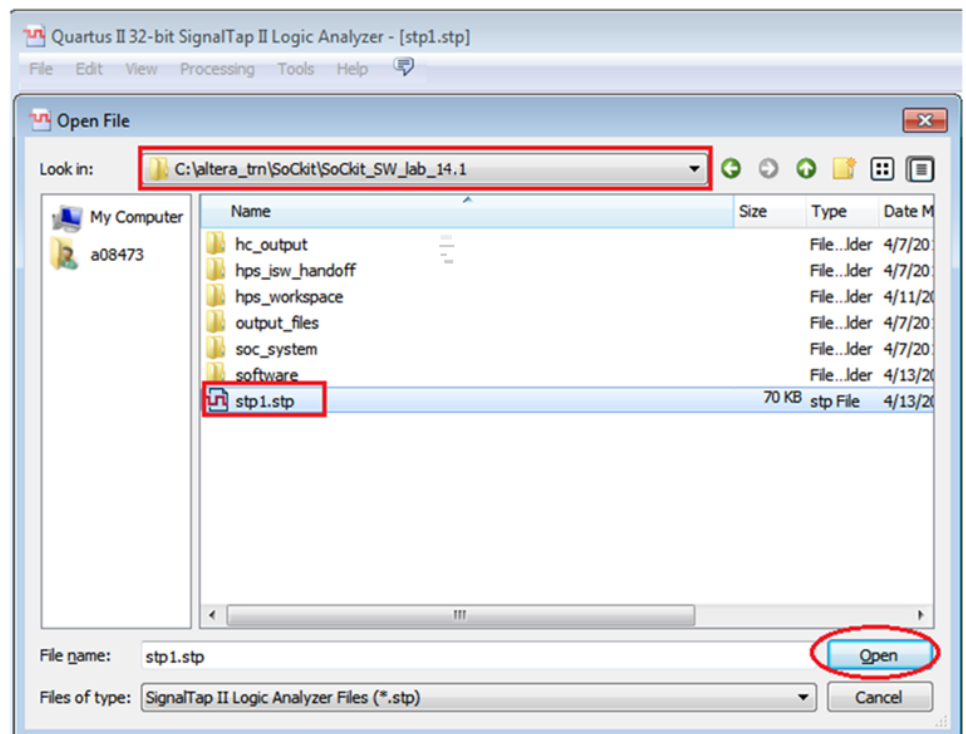 Quartus II 32-bit SignalTap II Logic Analyzer - [stp1.stp]
File Edit View Processing Tools Help
Open File
Look in: C:\altera_trn\SoCkit\SoCkit_SW_lab_14.1
My Computer
a08473
Name Size Type Date M
hc_output File...lder 4/7/20
hps_isw_handoff File...lder 4/7/20
hps_workspace File...lder 4/11/20
output_files File...lder 4/7/20
soc_system File...lder 4/7/20
software File...lder 4/13/20
stp1.stp 70 KB stp File 4/13/20
File name: stp1.stp Open
Files of type: SignalTap II Logic Analyzer Files (*.stp) Cancel